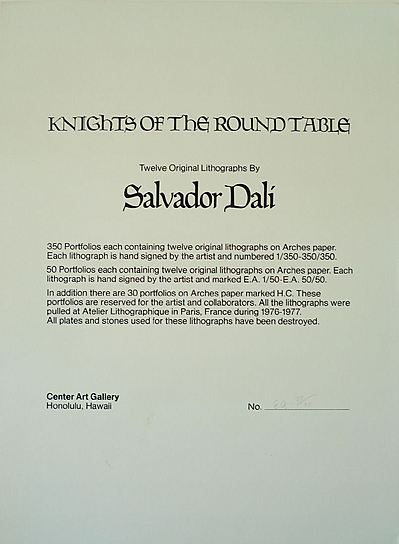 KNIGHTS OF THE ROUND TABLE
Twelve Original Lithographs By
Salvador Dali
350 Portfolios each containing twelve original lithographs on Arches paper.
Each lithograph is hand signed by the artist and numbered 1/350-350/350.
50 Portfolios each containing twelve original lithographs on Arches paper. Each
lithograph is hand signed by the artist and marked E.A. 1/50-E.A. 50/50.
In addition there are 30 portfolios on Arches paper marked H.C. These
portfolios are reserved for the artist and collaborators. All the lithographs were
pulled at Atelier Lithographique in Paris, France during 1976-1977.
All plates and stones used for these lithographs have been destroyed.
Center Art Gallery
Honolulu, Hawaii
No.